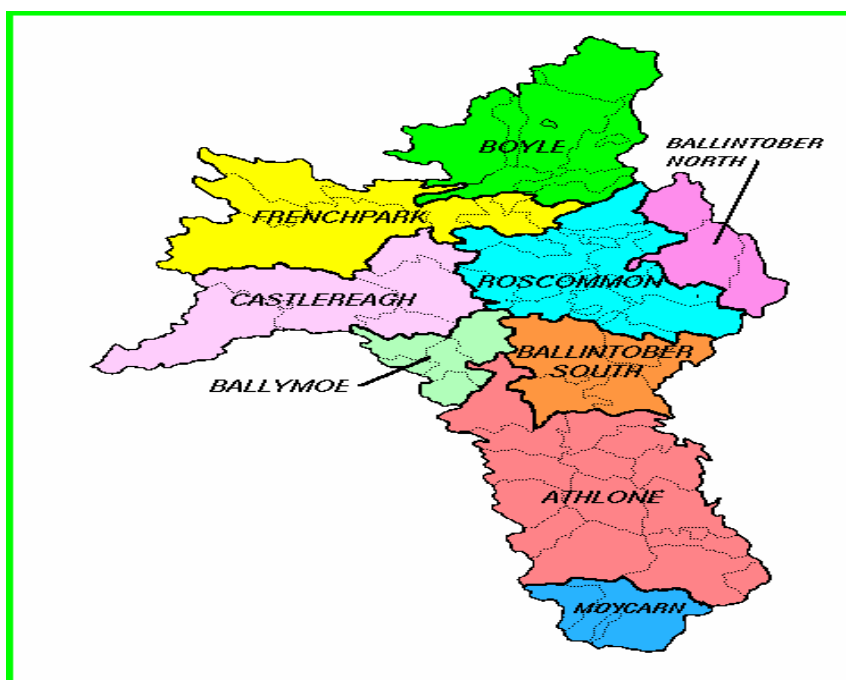 BOYLE
BALLINTOBER
NORTH
FRENCHPARK
ROSCOMMON
CASTLEREAGH
BALLINTOBER
SOUTH
BALLYMOE
ATHLONE
MOYCARN